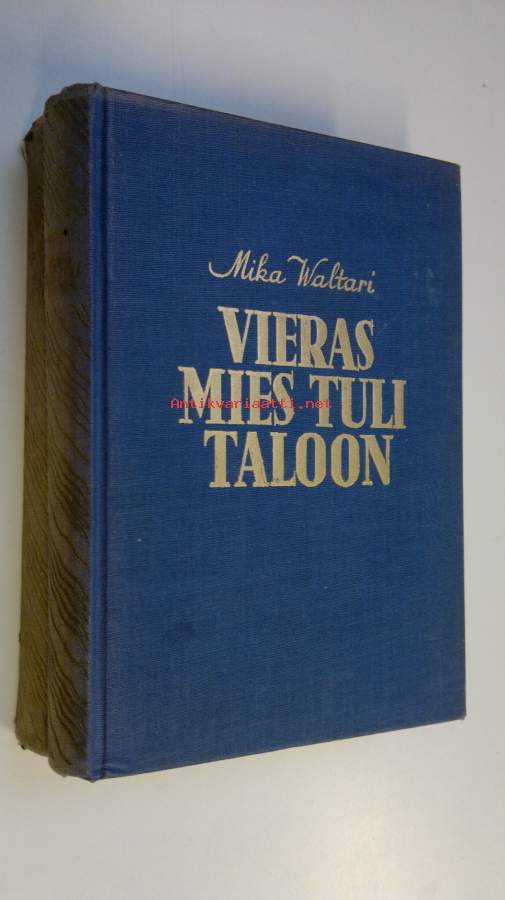 Mika Waltari
VIERAS
MIES TULI
Antikvariaatti.net
TALOON